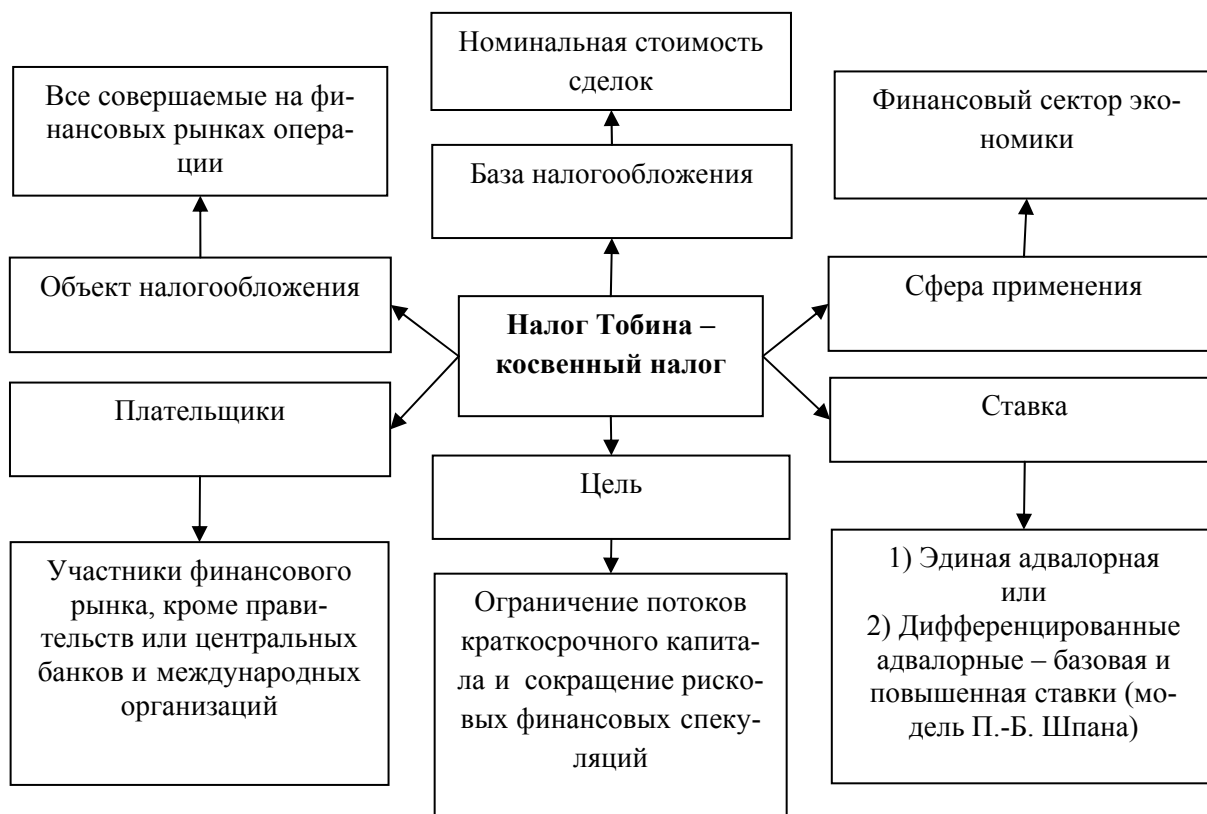 Номинальная стоимость
сделок
Все совершаемые на фи-
нансовых рынках опера-
ции
Финансовый сектор эко-
номики
База налогообложения
Объект налогообложения
Сфера применения
Налог Тобина –
косвенный налог
Плательщики
Ставка
Цель
Участники финансового
рынка, кроме прави-
тельств или центральных
банков и международных
организаций
Ограничение потоков
краткосрочного капита-
ла и сокращение риско-
вых финансовых спеку-
ляций
1) Эдиная адвалорная
или
2) Дифференцированные
адвалорные – базовая и
повышенная ставки (мо-
дель П.-Б. Шпана)